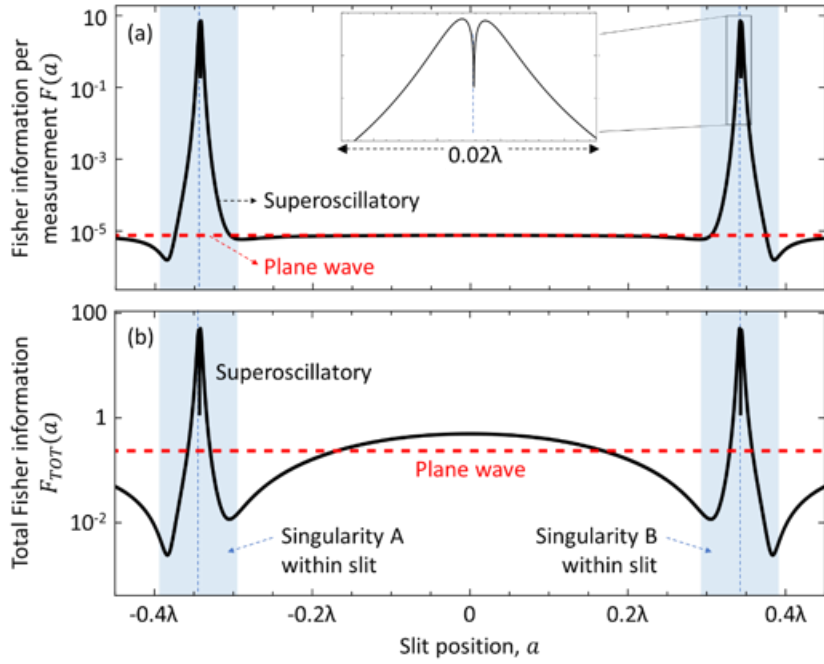 Fisher information per
measurement F(a)
10
10⁻¹
10⁻³
10⁻⁵
(a)
0.02λ
Superoscillatory
Plane wave
Total Fisher information
F_TOT(a)
100
1
10⁻²
(b)
Superoscillatory
Plane wave
Singularity A
within slit
Singularity B
within slit
-0.4λ
-0.2λ
0
0.2λ
0.4λ
Slit position, a